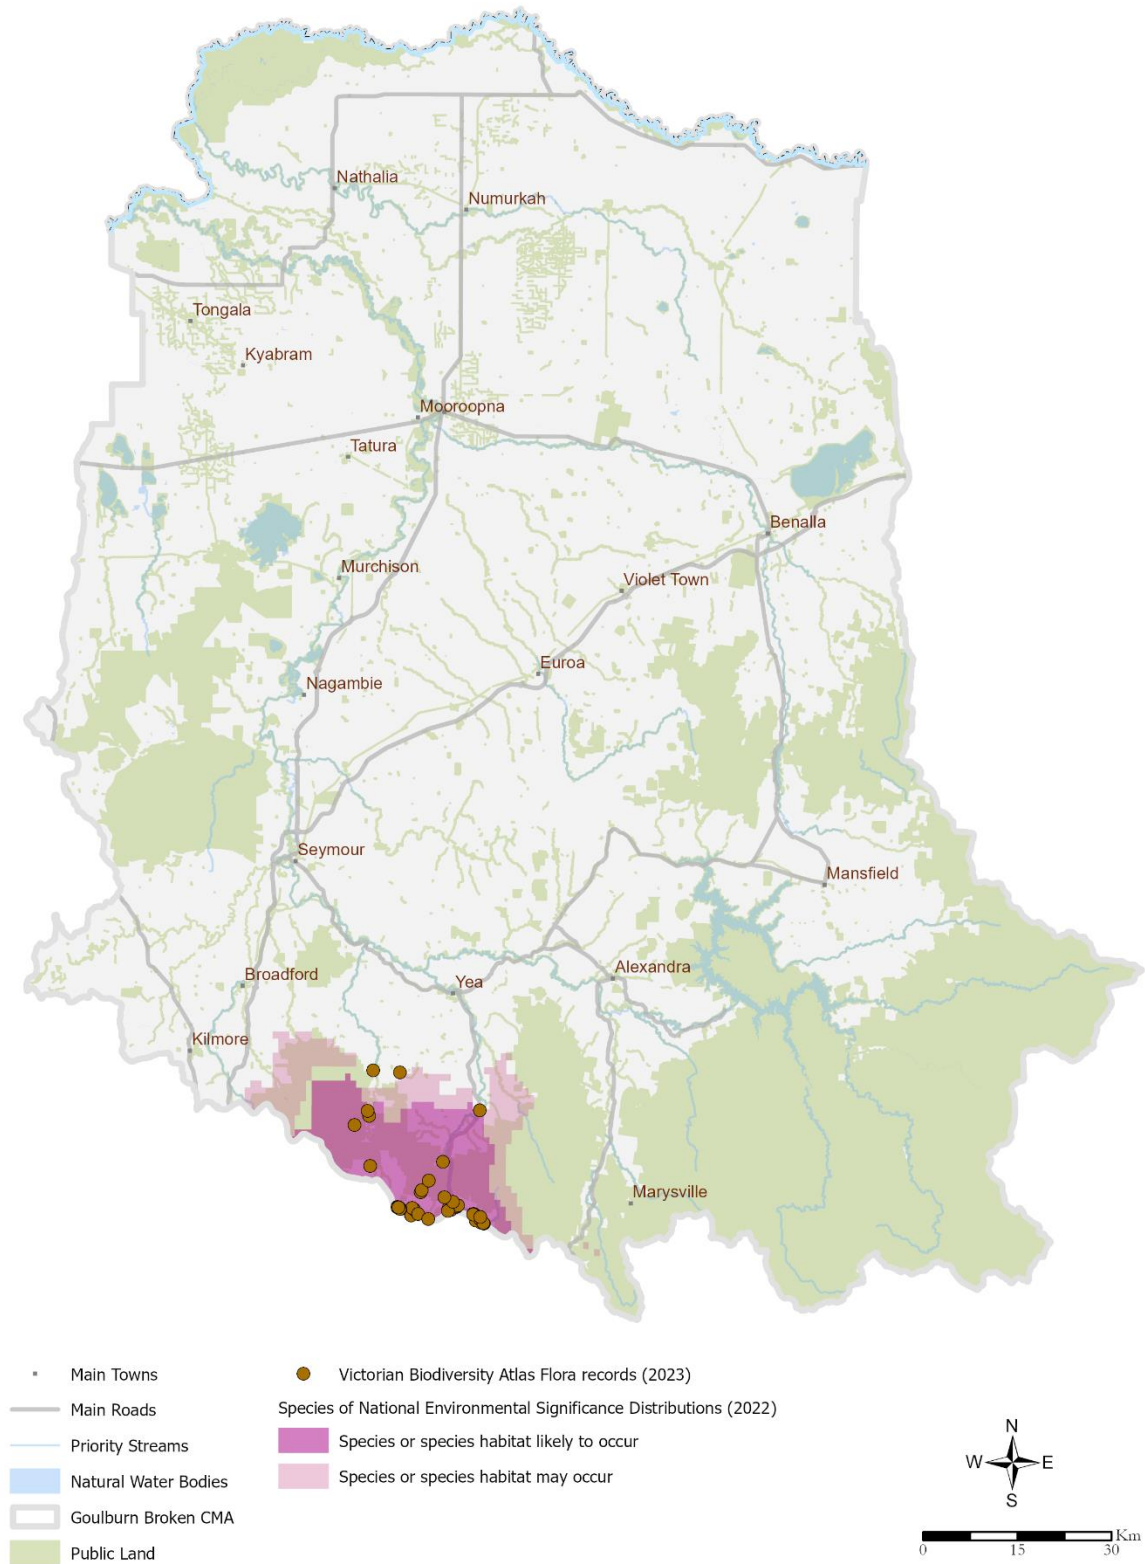 Nathalia
Numurkah
Tongala
Kyabram
Mooroopna
Tatura
Benalla
Murchison
Violet Town
Euroa
Nagambie
Seymour
Mansfield
Alexandra
Broadford
Yea
Kilmore
Marysville
Main Towns
Main Roads
Priority Streams
Natural Water Bodies
Goulburn Broken CMA
Public Land
Victorian Biodiversity Atlas Flora records (2023)
Species of National Environmental Significance Distributions (2022)
Species or species habitat likely to occur
Species or species habitat may occur
N
W E
S
Km
0 15 30